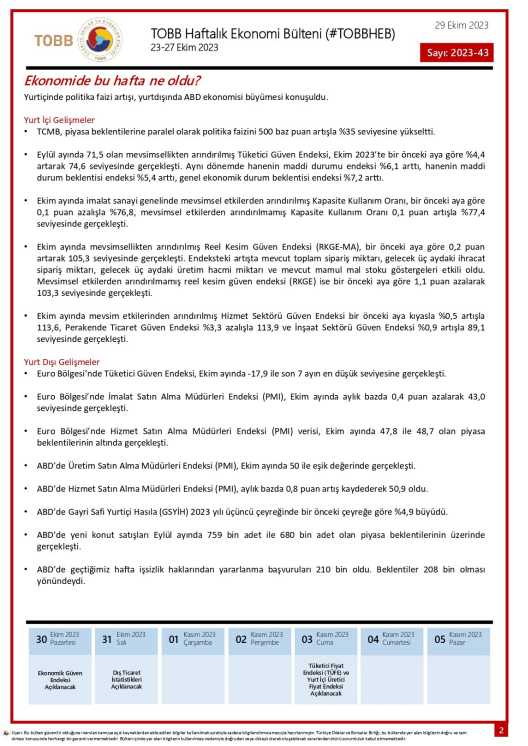 TOBB
TOBB Haftalık Ekonomi Bülteni (#TOBBHEB)
23-27 Ekim 2023
29 Ekim 2023
Sayı: 2023-43
Ekonomide bu hafta ne oldu?
Yurtiçinde politika faizi artışı, yurtdışında ABD ekonomisi büyümesi konuşuldu.
Yurt İçi Gelişmeler
• TCMB, piyasa beklentilerine paralel olarak politika faizini 500 baz puan artışla %35 seviyesine yükseltti.
• Eylül ayında 71,5 olan mevsimsellikten arındırılmış Tüketici Güven Endeksi, Ekim 2023'te bir önceki aya göre %4,4
artarak 74,6 seviyesinde gerçekleşti. Aynı dönemde hanenin maddi durumu endeksi %6,1 arttı, hanenin maddi
durum beklentisi endeksi %5,4 arttı, genel ekonomik durum beklentisi endeksi %7,2 arttı.
• Ekim ayında imalat sanayi genelinde mevsimsel etkilerden arındırılmış Kapasite Kullanım Oranı, bir önceki aya göre
0,1 puan azalışla %76,8, mevsimsel etkilerden arındırılmamış Kapasite Kullanım Oranı 0,1 puan artışla %77,4
seviyesinde gerçekleşti.
• Ekim ayında mevsimsellikten arındırılmış Reel Kesim Güven Endeksi (RKGE-MA), bir önceki aya göre 0,2 puan
artarak 105,3 seviyesinde gerçekleşti. Endeksteki artışta mevcut toplam sipariş miktarı, gelecek üç aydaki ihracat
sipariş miktarı, gelecek üç aydaki üretim hacmi miktarı ve mevcut mamul mal stoku göstergeleri etkili oldu.
Mevsimsel etkilerden arındırılmamış reel kesim güven endeksi (RKGE) ise bir önceki aya göre 1,1 puan azalarak
103,3 seviyesinde gerçekleşti.
• Ekim ayında mevsim etkilerinden arındırılmış Hizmet Sektörü Güven Endeksi bir önceki aya kıyasla %0,5 artışla
113,6, Perakende Ticaret Güven Endeksi %3,3 azalışla 113,9 ve İnşaat Sektörü Güven Endeksi %0,9 artışla 89,1
seviyesinde gerçekleşti.
Yurt Dışı Gelişmeler
• Euro Bölgesi'nde Tüketici Güven Endeksi, Ekim ayında -17,9 ile son 7 ayın en düşük seviyesine gerçekleşti.
• Euro Bölgesi'nde İmalat Satın Alma Müdürleri Endeksi (PMI), Ekim ayında aylık bazda 0,4 puan azalarak 43,0
seviyesinde gerçekleşti.
• Euro Bölgesi'nde Hizmet Satın Alma Müdürleri Endeksi (PMI) verisi, Ekim ayında 47,8 ile 48,7 olan piyasa
beklentilerinin altında gerçekleşti.
• ABD'de Üretim Satın Alma Müdürleri Endeksi (PMI), Ekim ayında 50 ile eşik değerinde gerçekleşti.
• ABD'de Hizmet Satın Alma Müdürleri Endeksi (PMI), aylık bazda 0,8 puan artış kaydederek 50,9 oldu.
• ABD'de Gayri Safi Yurtiçi Hasıla (GSYİH) 2023 yılı üçüncü çeyreğinde bir önceki çeyreğe göre %4,9 büyüdü.
• ABD'de yeni konut satışları Eylül ayında 759 bin adet ile 680 bin adet olan piyasa beklentilerinin üzerinde
gerçekleşti.
• ABD'de geçtiğimiz hafta işsizlik haklarından yararlanma başvuruları 210 bin oldu. Beklentiler 208 bin olması
yönündeydi.
30 Ekim 2023 Pazartesi
31 Ekim 2023 Salı
01 Kasım 2023 Çarşamba
02 Kasım 2023 Perşembe
03 Kasım 2023 Cuma
04 Kasım 2023 Cumartesi
05 Kasım 2023 Pazar
Ekonomik Güven
Endeksi
Açıklanacak
Dış Ticaret
İstatistikleri
Açıklanacak
Tüketici Fiyat
Endeksi (TÜFE) ve
Yurt İçi Üretici
Fiyat Endeksi
Açıklanacak
2